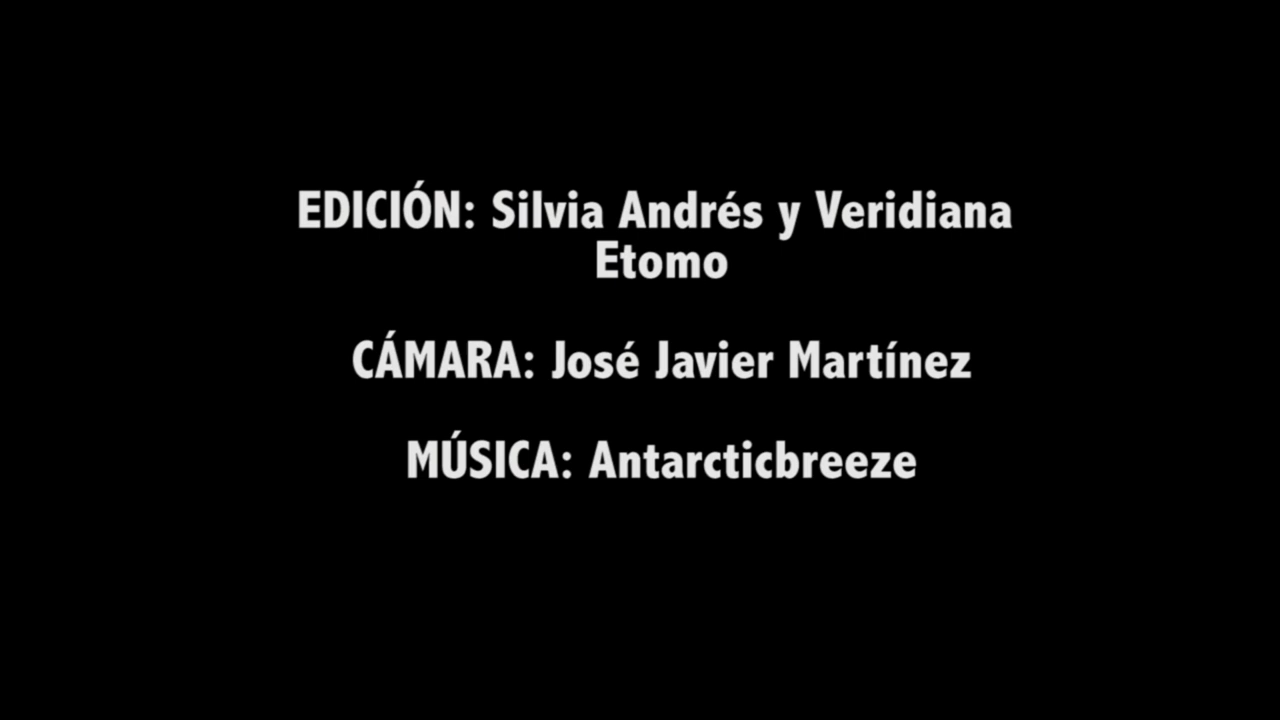 EDICIÓN: Silvia Andrés y Veridiana
Etomo
CÁMARA: José Javier Martínez
MÚSICA: Antarcticbreeze